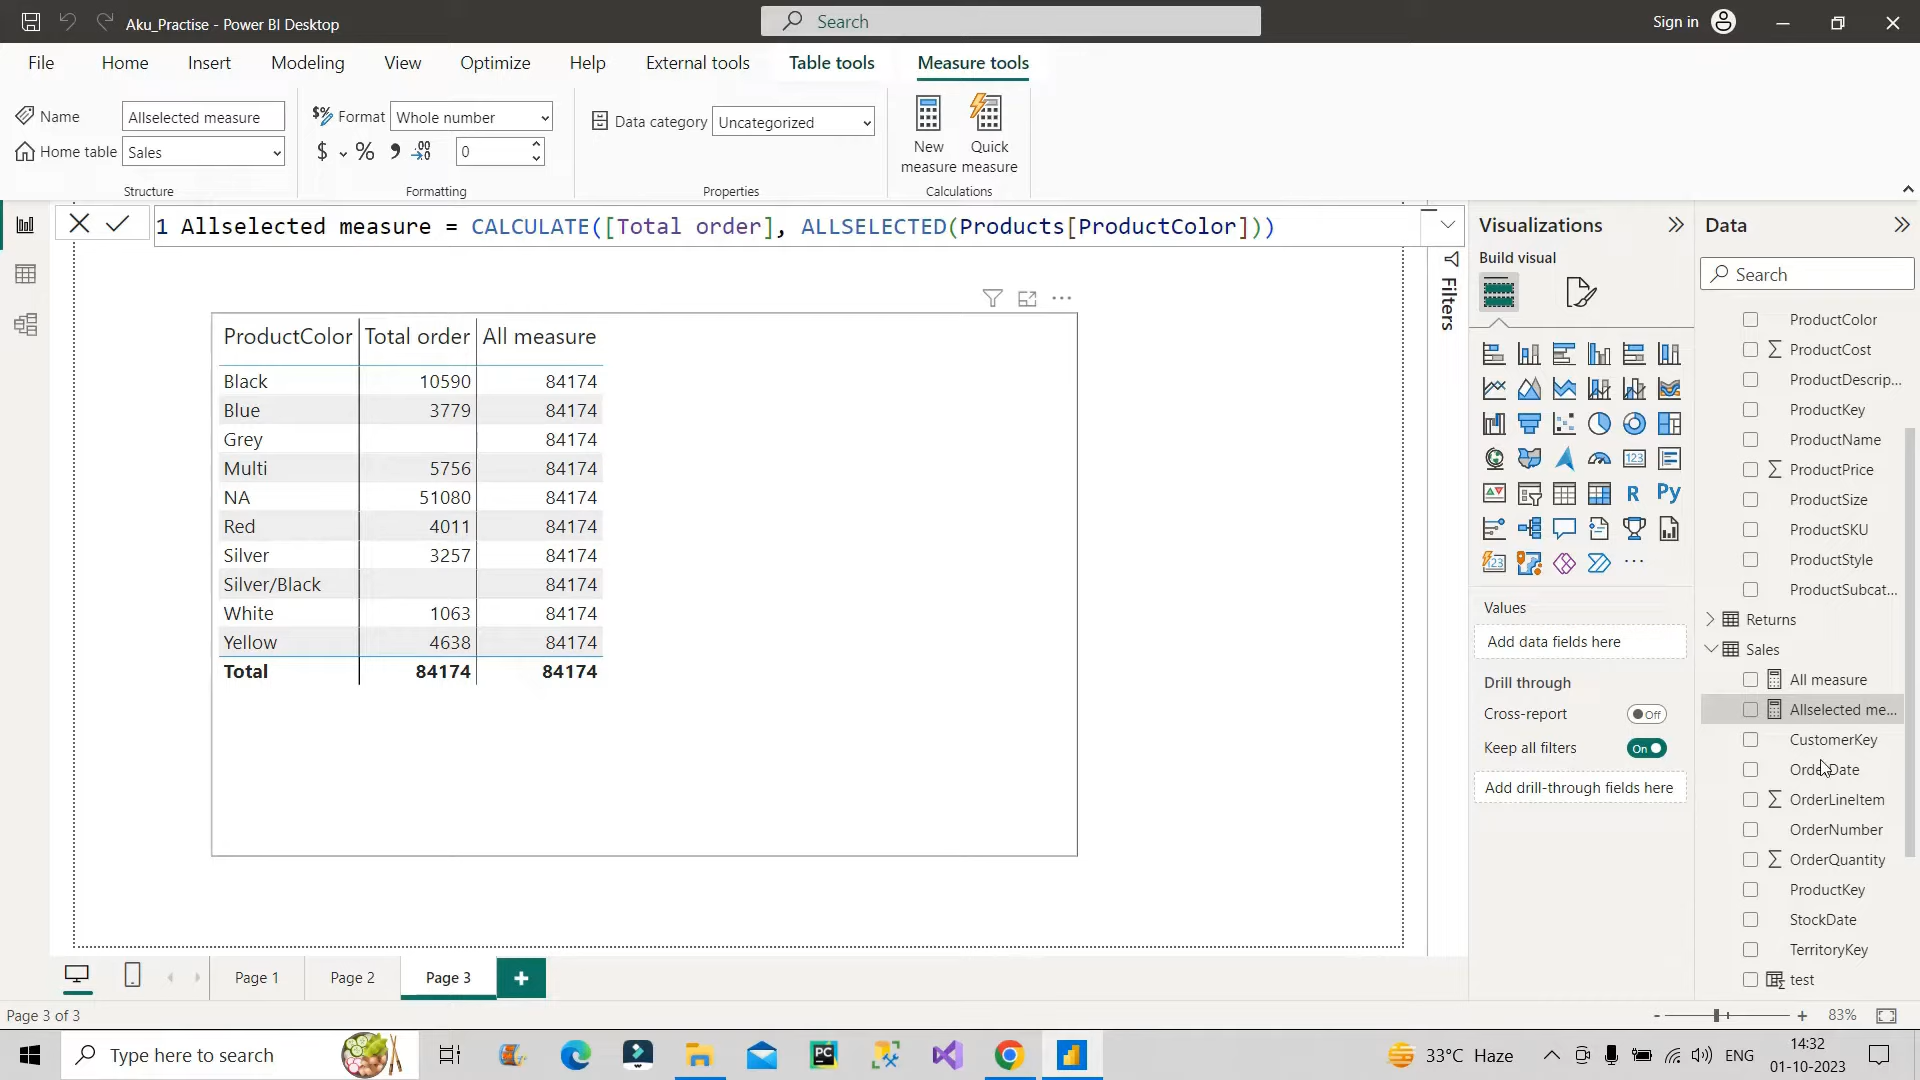 Aku_Practise - Power BI Desktop
Search
Sign in
File Home Insert Modeling View Optimize Help External tools Table tools Measure tools
Name Allselected measure
Home table Sales
Structure
Format Whole number
$ % 0
Formatting
Data category Uncategorized
Properties
New measure
Quick measure
Calculations
1 Allselected measure = CALCULATE([Total order], ALLSELECTED(Products[ProductColor]))
ProductColor Total order All measure
Black 10590 84174
Blue 3779 84174
Grey 84174
Multi 5756 84174
NA 51080 84174
Red 4011 84174
Silver 3257 84174
Silver/Black 84174
White 1063 84174
Yellow 4638 84174
Total 84174 84174
Filters
Visualizations
Build visual
123
R Py
123
...
Values
Add data fields here
Drill through
Cross-report Off
Keep all filters On
Add drill-through fields here
Data
Search
ProductColor
ProductCost
ProductDescrip...
ProductKey
ProductName
ProductPrice
ProductSize
ProductSKU
ProductStyle
ProductSubcat...
Returns
Sales
All measure
Allselected me...
CustomerKey
OrderDate
OrderLineItem
OrderNumber
OrderQuantity
ProductKey
StockDate
TerritoryKey
test
Page 1 Page 2 Page 3 +
Page 3 of 3
- + 83%
Type here to search
PC
33°C Haze
ENG
14:32
01-10-2023